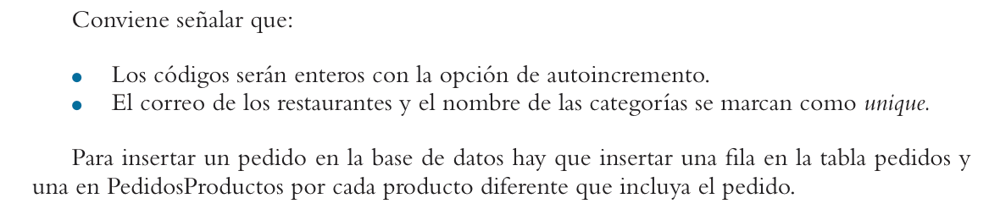 Conviene señalar que:
• Los códigos serán enteros con la opción de autoincremento.
• El correo de los restaurantes y el nombre de las categorías se marcan como unique.
Para insertar un pedido en la base de datos hay que insertar una fila en la tabla pedidos y
una en PedidosProductos por cada producto diferente que incluya el pedido.